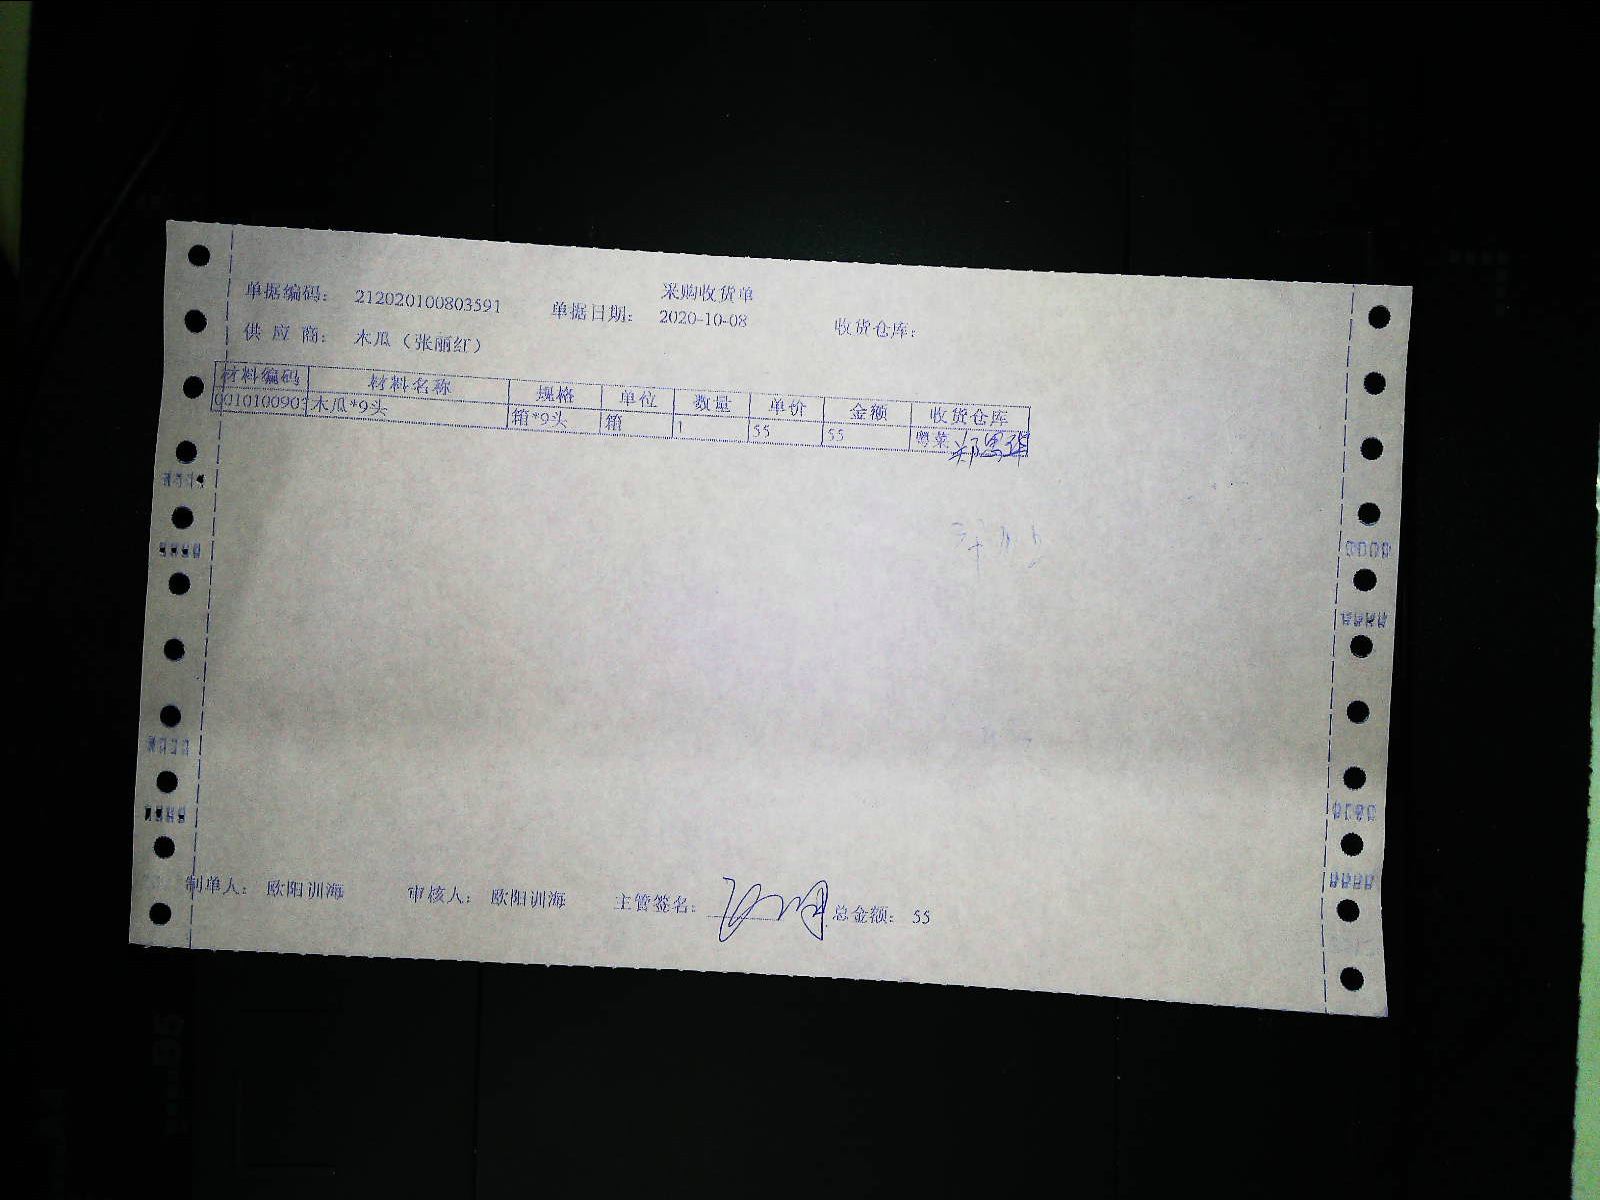 采购收货单
单据编码： 212020100803591 单据日期： 2020-10-08 收货仓库：
供 应 商： 木瓜（张丽红）
材料编码 材料名称 规格 单位 数量 单价 金额 收货仓库
木瓜*9头 箱*9头 箱 1 55 55 粤菜
制单人： 欧阳训海 审核人： 欧阳训海 主管签名： 总金额： 55